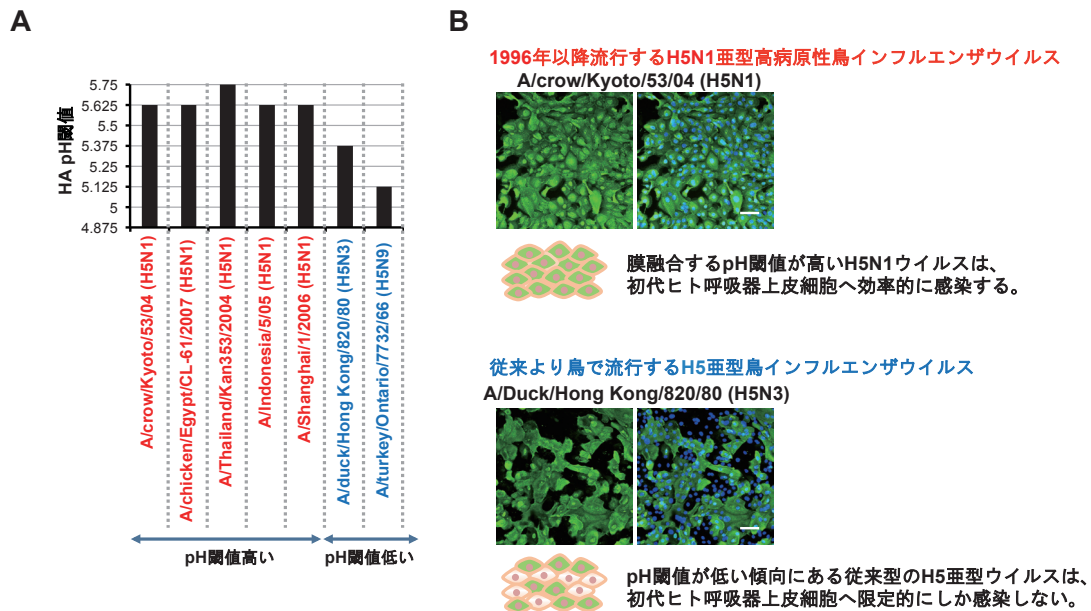 A
HA pH閾値
5.75
5.625
5.5
5.375
5.25
5.125
5
4.875
A/crow/Kyoto/53/04 (H5N1)
A/chicken/Egypt/CL-61/2007 (H5N1)
A/Thailand/Kan353/2004 (H5N1)
A/Indonesia/5/05 (H5N1)
A/Shanghai/1/2006 (H5N1)
A/duck/Hong Kong/820/80 (H5N3)
A/turkey/Ontario/7732/66 (H5N9)
pH閾値高い
pH閾値低い
B
1996年以降流行するH5N1亜型高病原性鳥インフルエンザウイルス
A/crow/Kyoto/53/04 (H5N1)
膜融合するpH閾値が高いH5N1ウイルスは、
初代ヒト呼吸器上皮細胞へ効率的に感染する。
従来より鳥で流行するH5亜型鳥インフルエンザウイルス
A/Duck/Hong Kong/820/80 (H5N3)
pH閾値が低い傾向にある従来型のH5亜型ウイルスは、
初代ヒト呼吸器上皮細胞へ限定的にしか感染しない。